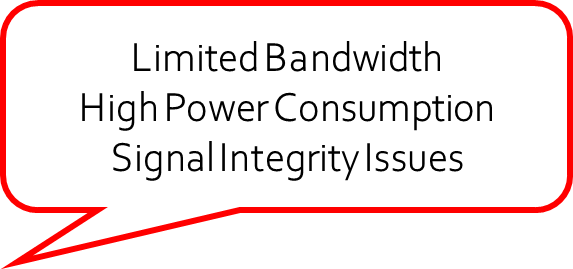 Limited Bandwidth
High Power Consumption
Signal Integrity Issues